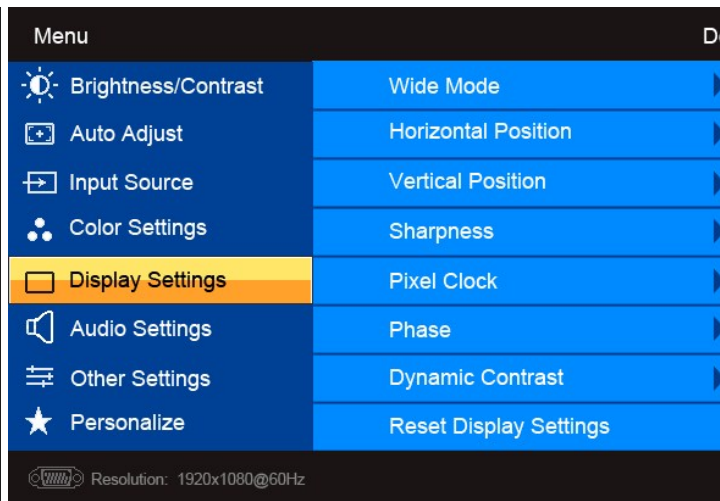 Menu
Brightness/Contrast
Auto Adjust
Input Source
Color Settings
Display Settings
Audio Settings
Other Settings
Personalize
Wide Mode
Horizontal Position
Vertical Position
Sharpness
Pixel Clock
Phase
Dynamic Contrast
Reset Display Settings
Resolution: 1920x1080@60Hz